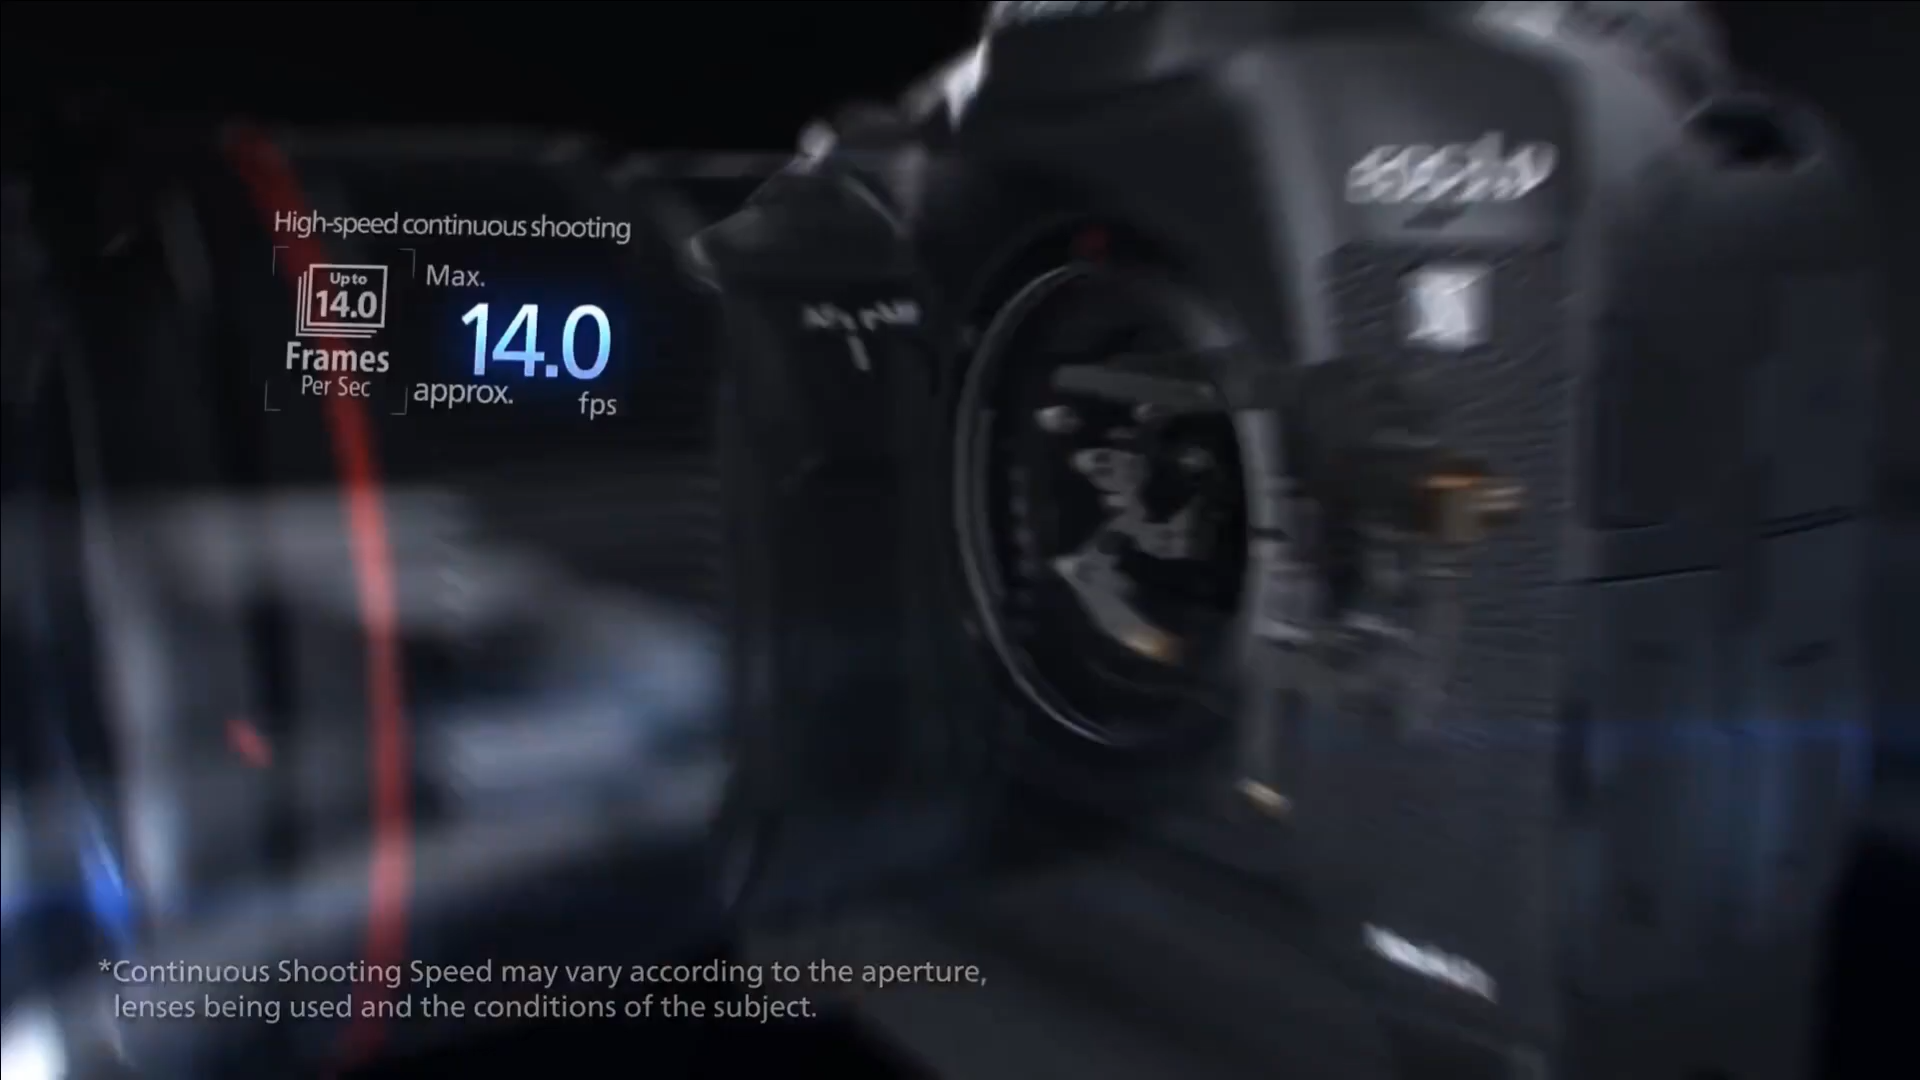 High-speed continuous shooting
Up to
14.0
Frames
Per Sec
Max.
14.0
approx.
fps
*Continuous Shooting Speed may vary according to the aperture,
lenses being used and the conditions of the subject.